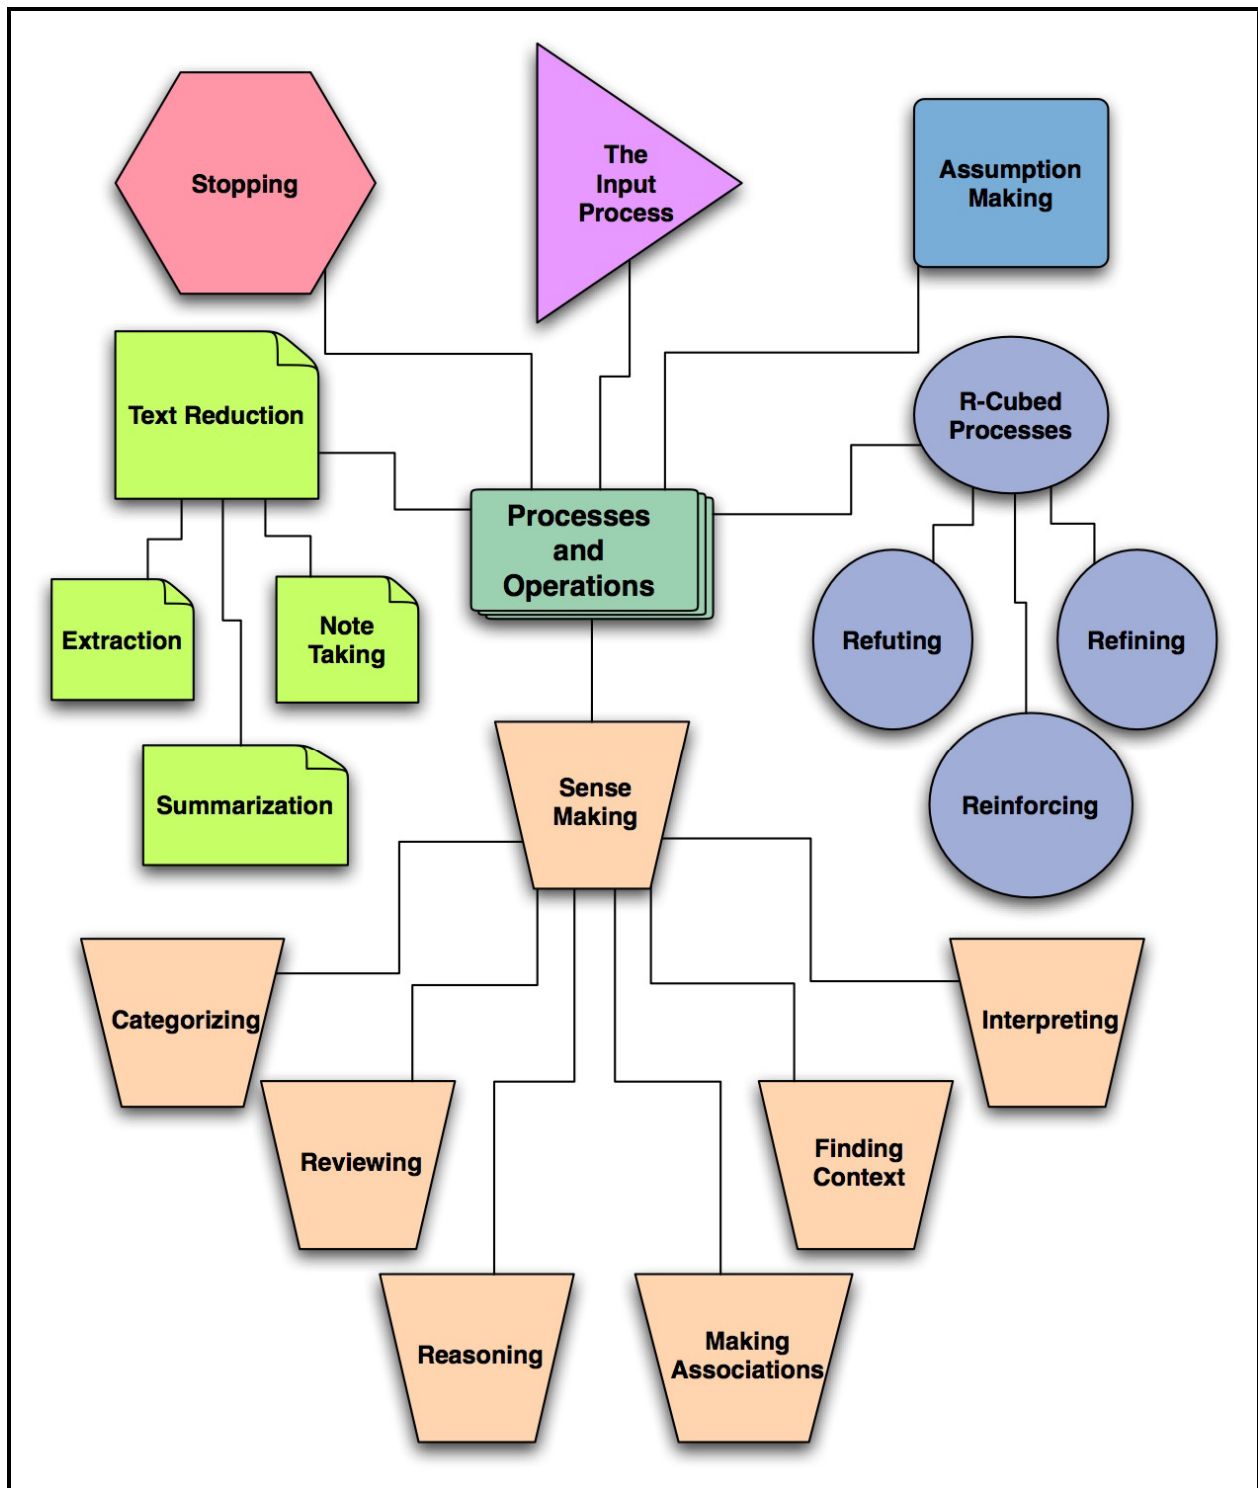 Stopping
The
Input
Process
Assumption
Making
Text Reduction
R-Cubed
Processes
Processes
and
Operations
Extraction
Note
Taking
Refuting
Refining
Summarization
Sense
Making
Reinforcing
Categorizing
Interpreting
Reviewing
Finding
Context
Reasoning
Making
Associations